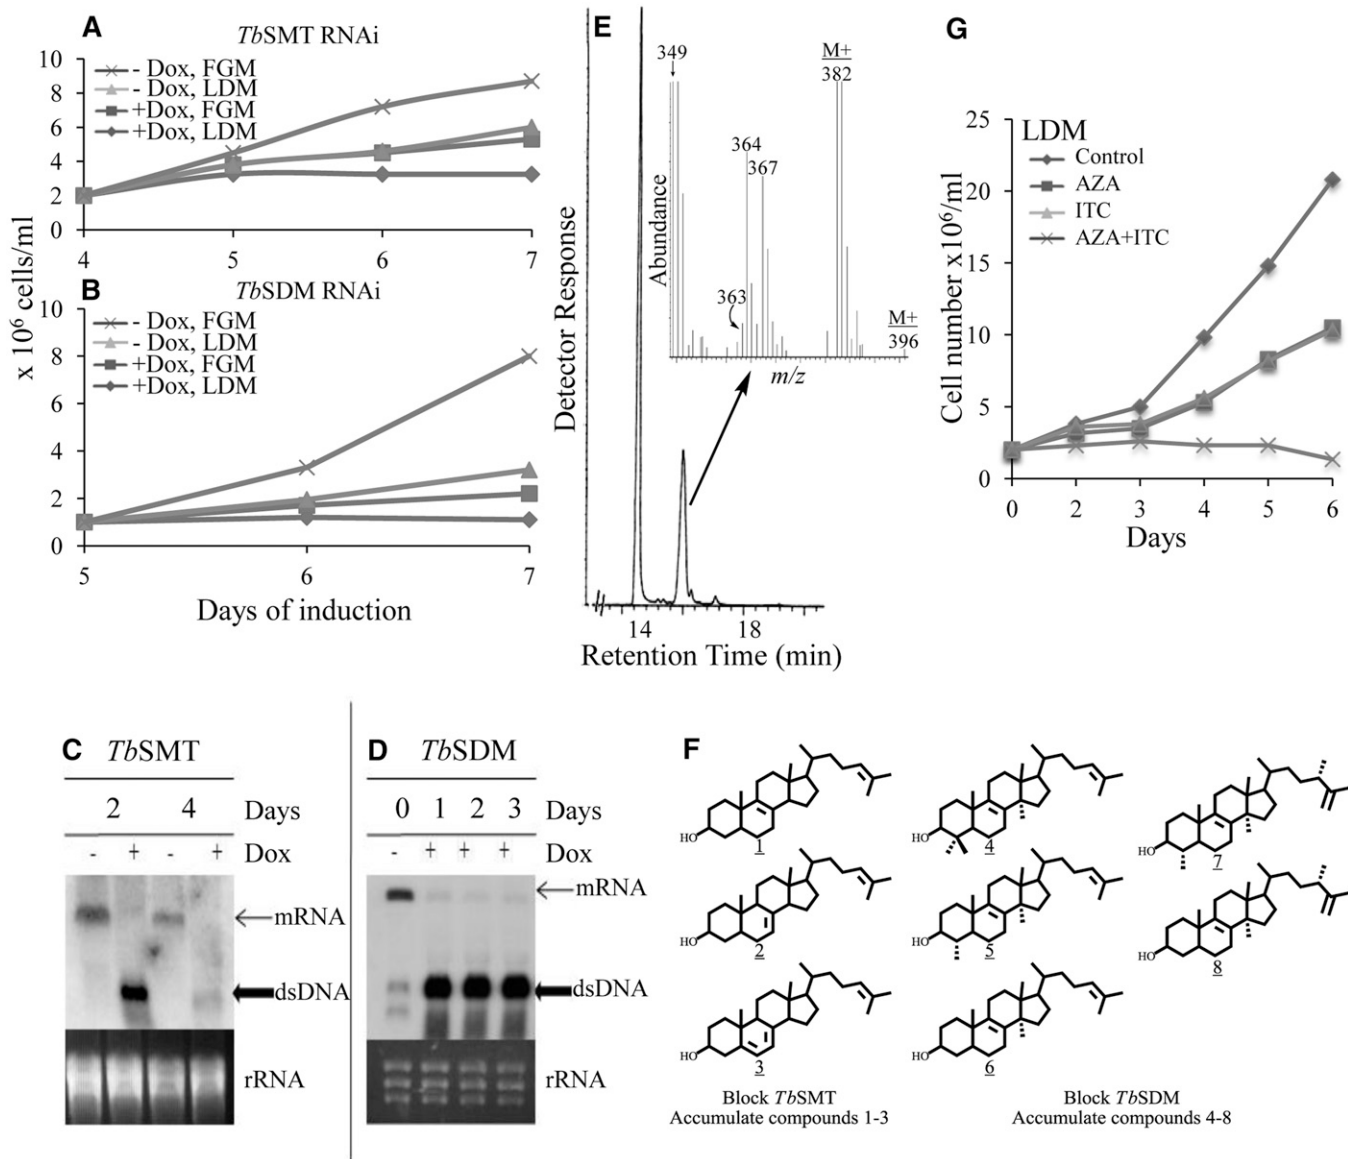 A
TbSMT RNAi
- Dox, FGM
- Dox, LDM
+Dox, FGM
+Dox, LDM
10
8
6
4
2
0
4
5
6
7
x 10⁶ cells/ml
B
TbSDM RNAi
- Dox, FGM
- Dox, LDM
+Dox, FGM
+Dox, LDM
10
8
6
4
2
0
5
6
7
Days of induction
E
349
M+
382
364
367
363
M+
396
Abundance
m/z
Detector Response
14
18
Retention Time (min)
G
25
20
15
10
5
0
LDM
Control
AZA
ITC
AZA+ITC
Cell number x10⁶/ml
0
2
3
4
5
6
Days
C
TbSMT
2
4
Days
-
+
-
+
Dox
mRNA
dsDNA
rRNA
D
TbSDM
0
1
2
3
Days
-
+
+
+
Dox
mRNA
dsDNA
rRNA
F
HO
1
HO
2
HO
3
HO
4
HO
5
HO
6
HO
7
HO
8
Block TbSMT
Accumulate compounds 1-3
Block TbSDM
Accumulate compounds 4-8